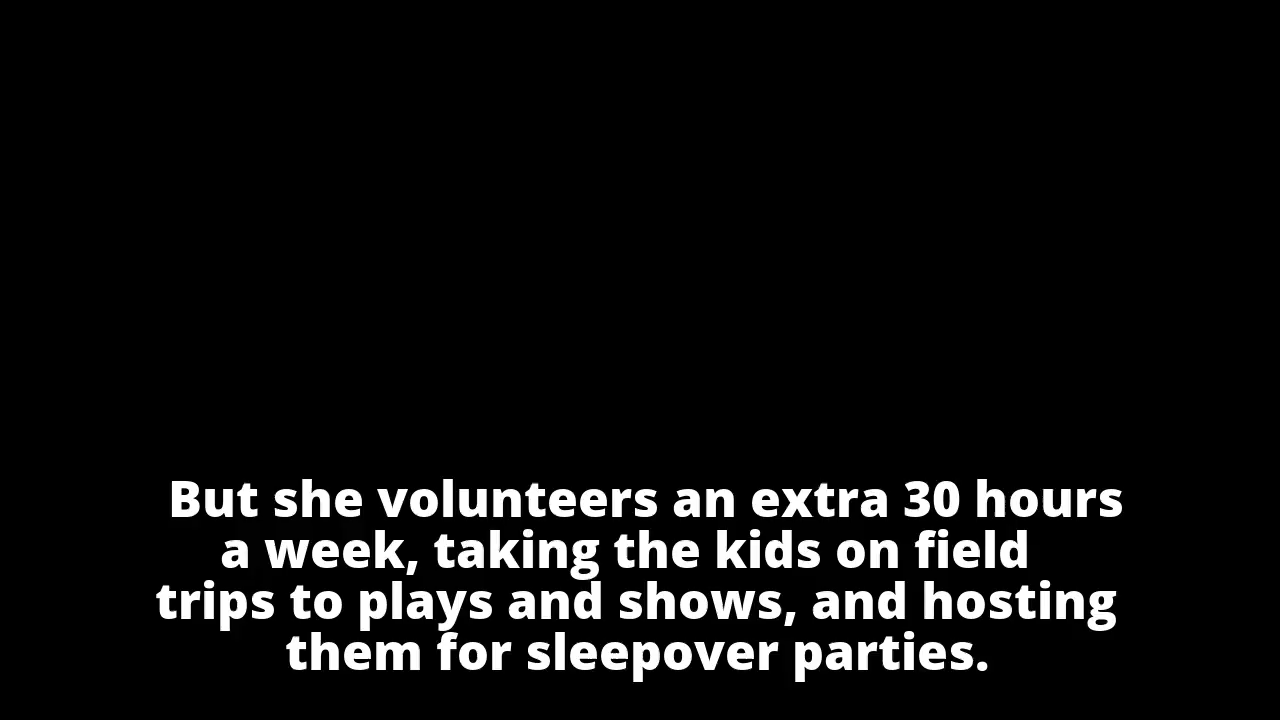 But she volunteers an extra 30 hours
a week, taking the kids on field
trips to plays and shows, and hosting
them for sleepover parties.